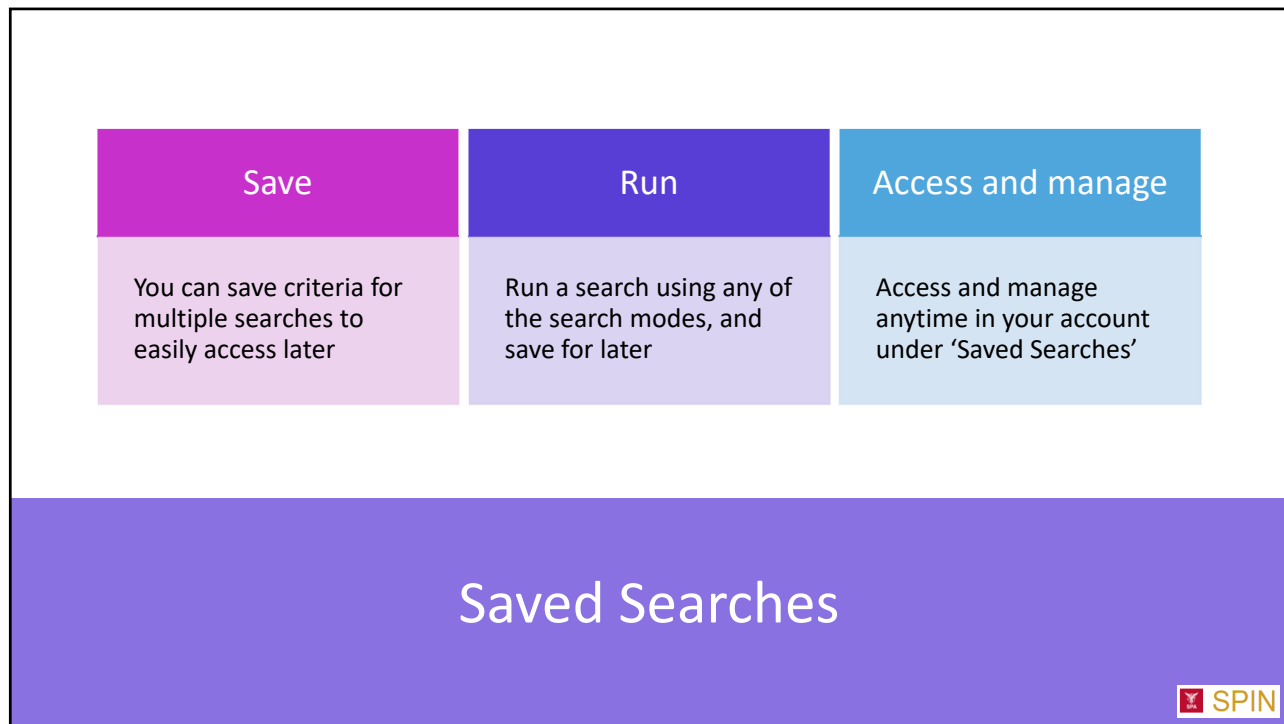 Save
You can save criteria for
multiple searches to
easily access later
Run
Run a search using any of
the search modes, and
save for later
Access and manage
Access and manage
anytime in your account
under ‘Saved Searches’
Saved Searches
SPA
SPIN